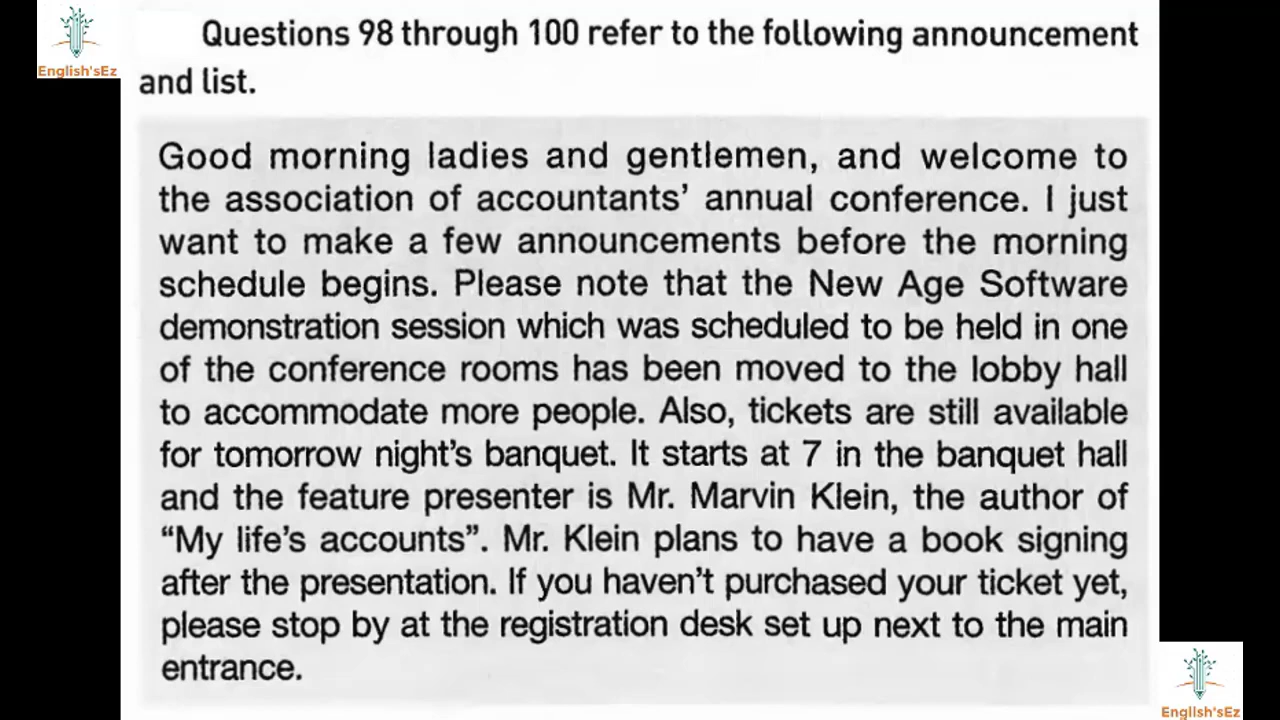 English'sEz
Questions 98 through 100 refer to the following announcement
and list.
Good morning ladies and gentlemen, and welcome to
the association of accountants' annual conference. I just
want to make a few announcements before the morning
schedule begins. Please note that the New Age Software
demonstration session which was scheduled to be held in one
of the conference rooms has been moved to the lobby hall
to accommodate more people. Also, tickets are still available
for tomorrow night's banquet. It starts at 7 in the banquet hall
and the feature presenter is Mr. Marvin Klein, the author of
“My life's accounts”. Mr. Klein plans to have a book signing
after the presentation. If you haven't purchased your ticket yet,
please stop by at the registration desk set up next to the main
entrance.
English'sEz